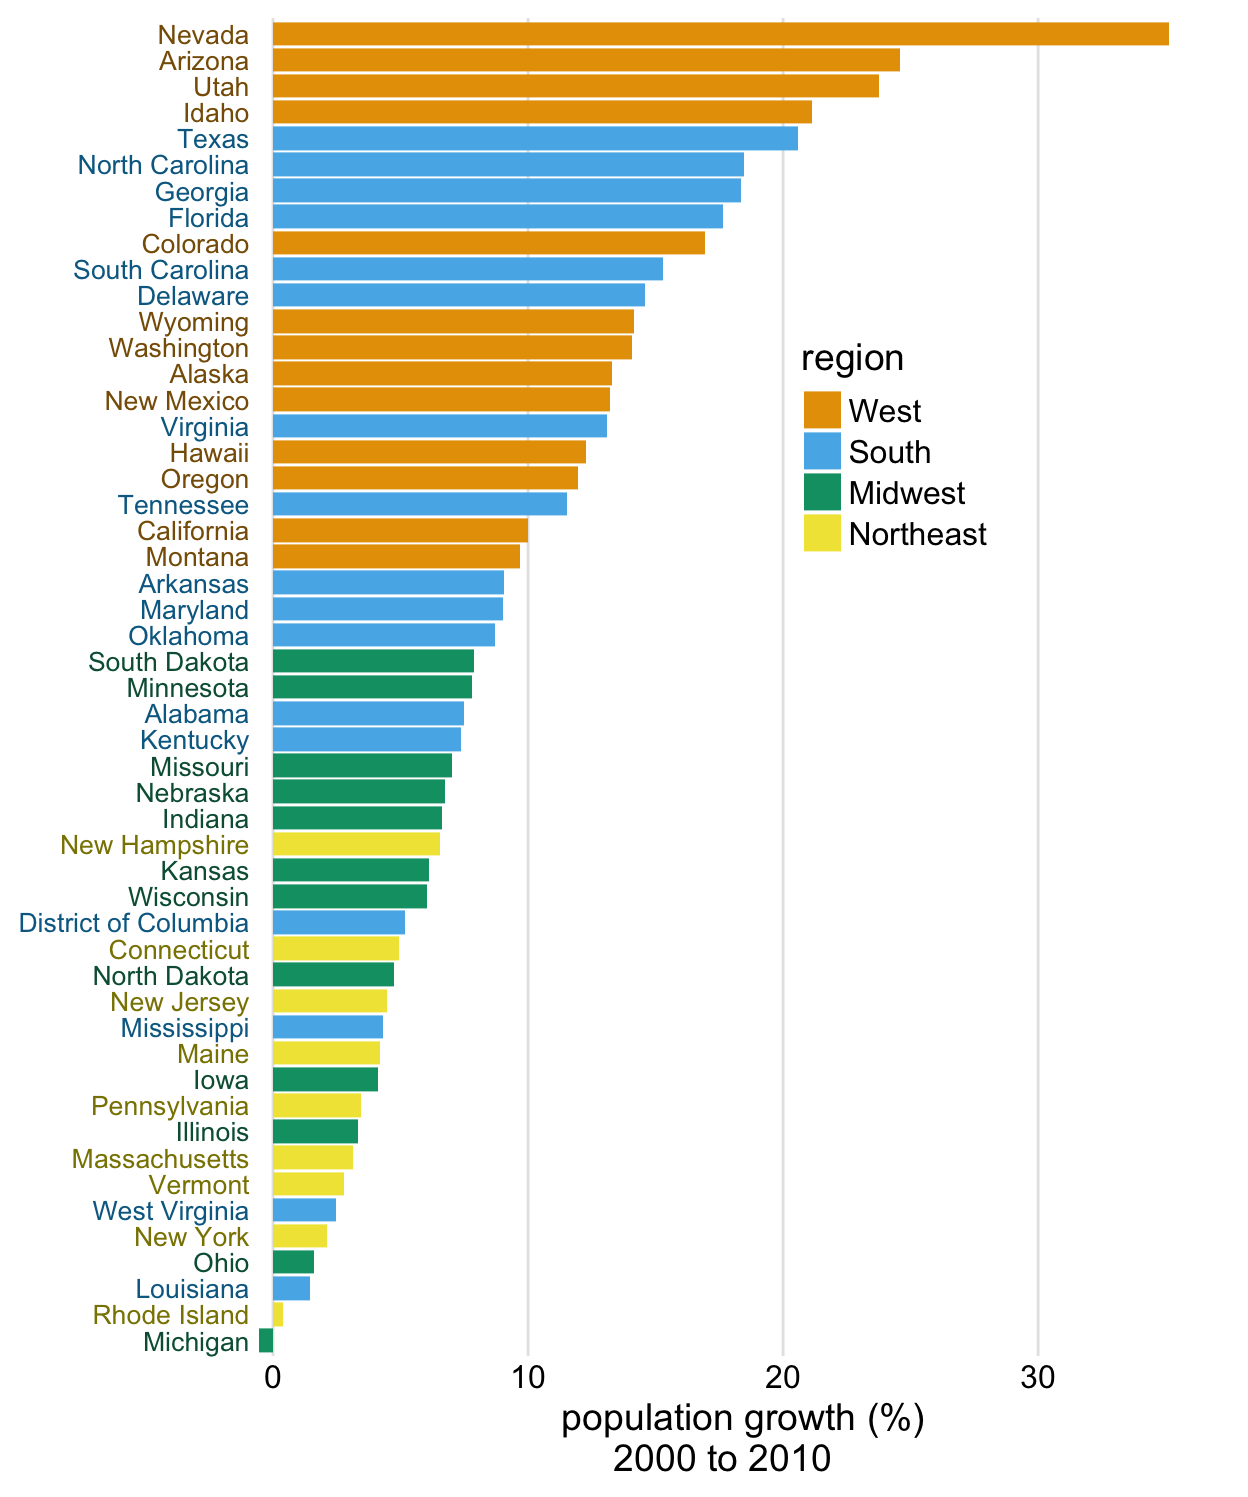 Nevada
Arizona
Utah
Idaho
Texas
North Carolina
Georgia
Florida
Colorado
South Carolina
Delaware
Wyoming
Washington
Alaska
New Mexico
Virginia
Hawaii
Oregon
Tennessee
California
Montana
Arkansas
Maryland
Oklahoma
South Dakota
Minnesota
Alabama
Kentucky
Missouri
Nebraska
Indiana
New Hampshire
Kansas
Wisconsin
District of Columbia
Connecticut
North Dakota
New Jersey
Mississippi
Maine
Iowa
Pennsylvania
Illinois
Massachusetts
Vermont
West Virginia
New York
Ohio
Louisiana
Rhode Island
Michigan
region
West
South
Midwest
Northeast
0 10 20 30
population growth (%)
2000 to 2010